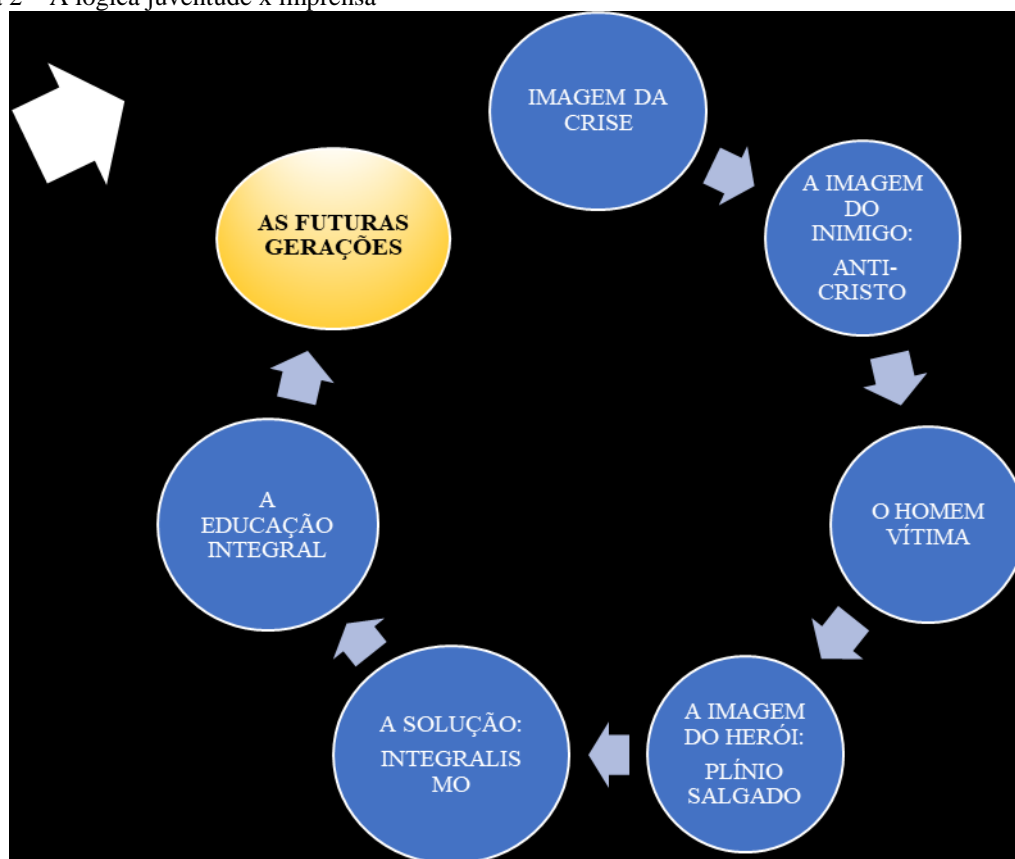 2 – A lógica juventude x imprensa
IMAGEM DA
CRISE
A IMAGEM
DO
INIMIGO:
ANTI-
CRISTO
O HOMEM
VÍTIMA
A IMAGEM
DO HERÓI:
PLÍNIO
SALGADO
A SOLUÇÃO:
INTEGRALIS
MO
A
EDUCAÇÃO
INTEGRAL
AS FUTURAS
GERAÇÕES